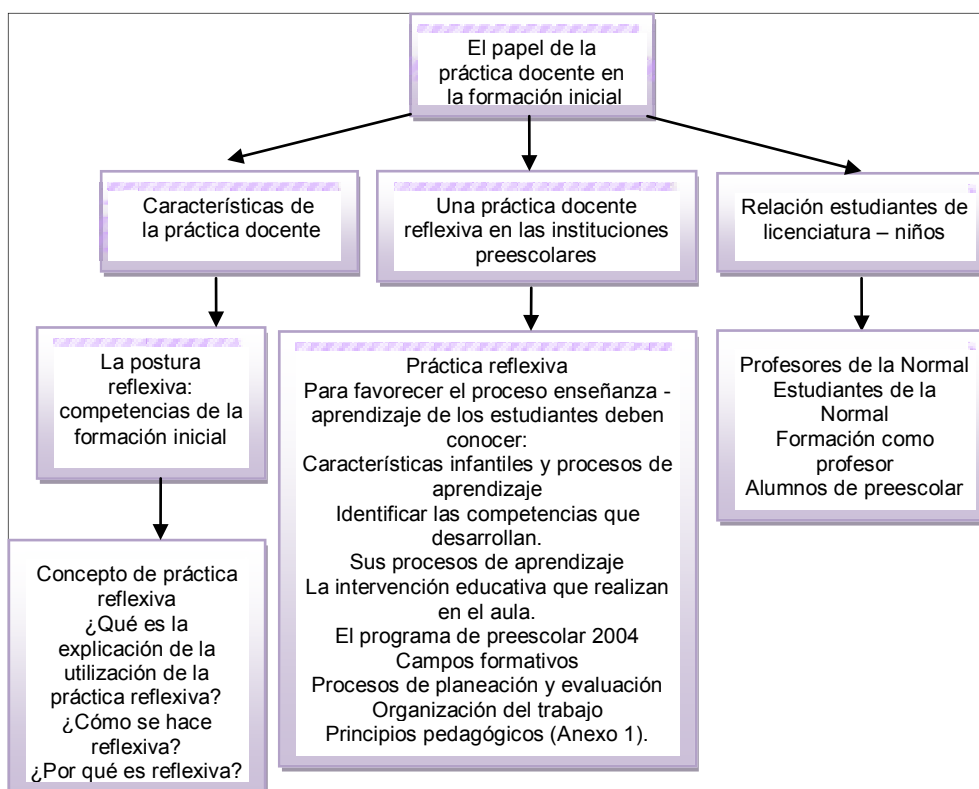 El papel de la
práctica docente en
la formación inicial
Características de
la práctica docente
Una práctica docente
reflexiva en las instituciones
preescolares
Relación estudiantes de
licenciatura – niños
La postura
reflexiva:
competencias de la
formación inicial
Práctica reflexiva
Para favorecer el proceso enseñanza -
aprendizaje de los estudiantes deben
conocer:
Características infantiles y procesos de
aprendizaje
Identificar las competencias que
desarrollan.
Sus procesos de aprendizaje
La intervención educativa que realizan
en el aula.
El programa de preescolar 2004
Campos formativos
Procesos de planeación y evaluación
Organización del trabajo
Principios pedagógicos (Anexo 1).
Profesores de la Normal
Estudiantes de la
Normal
Formación como
profesor
Alumnos de preescolar
Concepto de práctica
reflexiva
¿Qué es la
explicación de la
utilización de la
práctica reflexiva?
¿Cómo se hace
reflexiva?
¿Por qué es reflexiva?